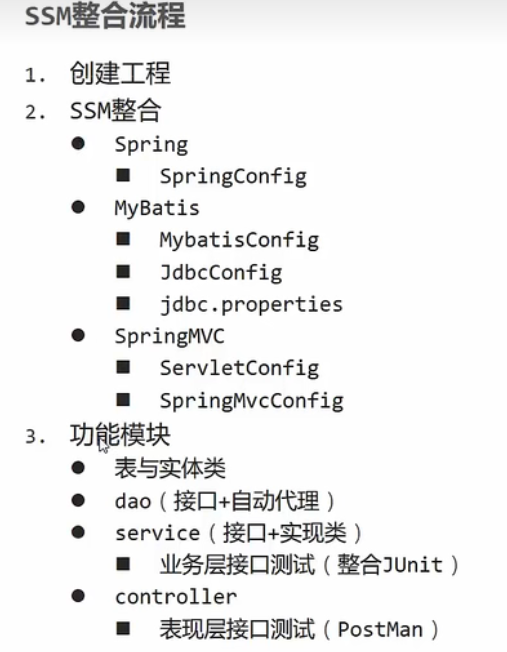 SSM整合流程
1. 创建工程
2. SSM整合
● Spring
■ SpringConfig
● MyBatis
■ MybatisConfig
■ JdbcConfig
■ jdbc.properties
● SpringMVC
■ ServletConfig
■ SpringMvcConfig
3. 功能模块
● 表与实体类
● dao（接口+自动代理）
● service（接口+实现类）
■ 业务层接口测试（整合JUnit）
● controller
■ 表现层接口测试（PostMan）